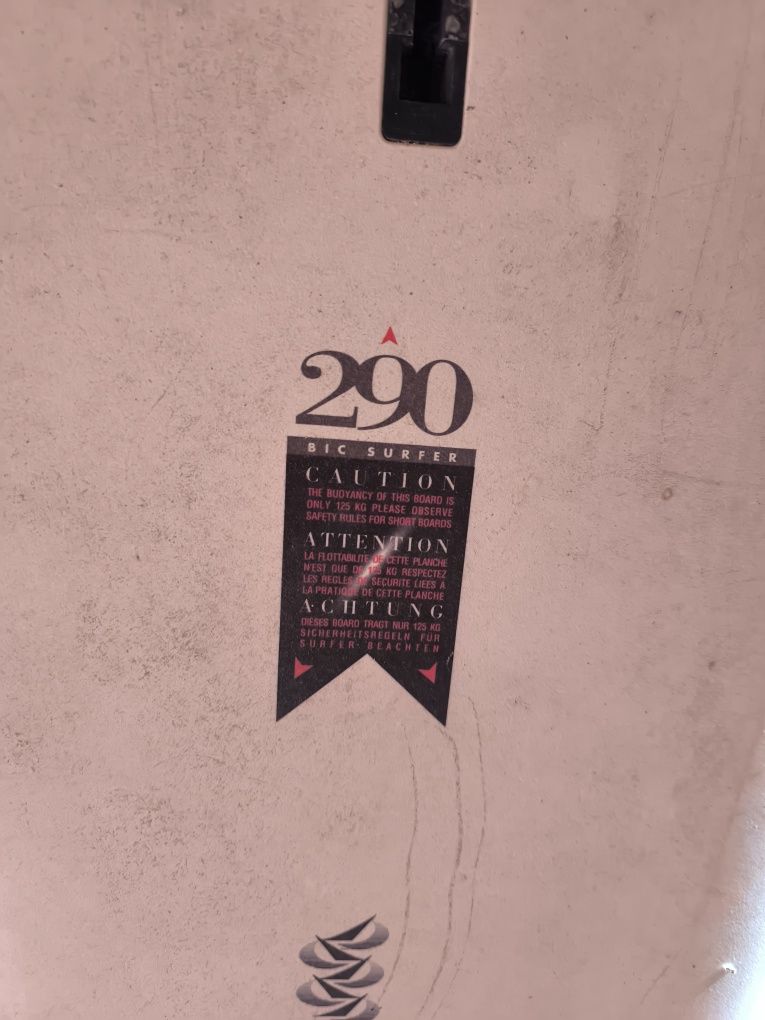 290
BIC SURFER
CAUTION
THE BUOYANCY OF THIS BOARD IS
ONLY 125 KG PLEASE OBSERVE
SAFETY RULES FOR SHORT BOARDS
ATTENTION
LA FLOTTABILITE DE CETTE PLANCHE
N'EST QUE DE 125 KG RESPECTEZ
LES REGLES DE SECURITE LIEES A
LA PRATIQUE DE CETTE PLANCHE
ACHTUNG
DIESES BOARD TRAGT NUR 125 KG
SICHERHEITSREGELN FÜR
SURFER BEACHTEN